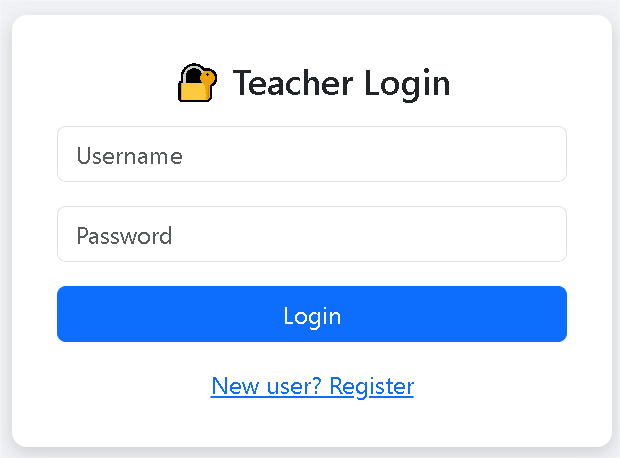 Teacher Login
Username
Password
Login
New user? Register